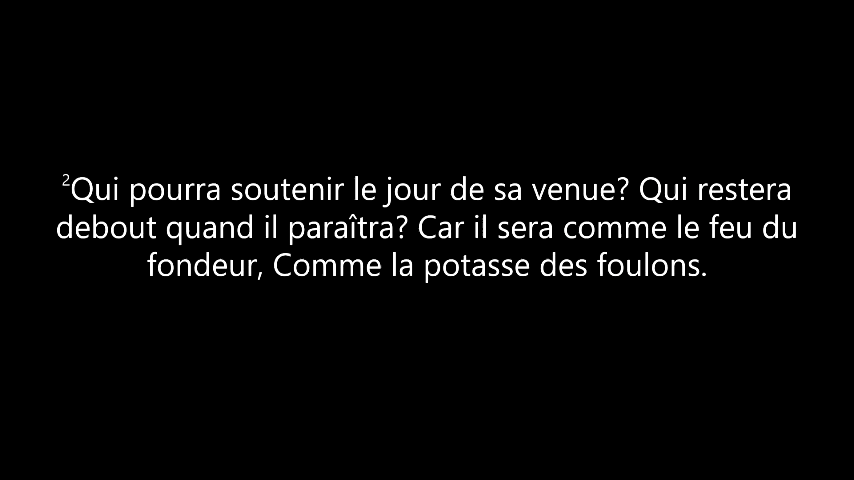 ²Qui pourra soutenir le jour de sa venue? Qui restera
debout quand il paraîtra? Car il sera comme le feu du
fondeur, Comme la potasse des foulons.